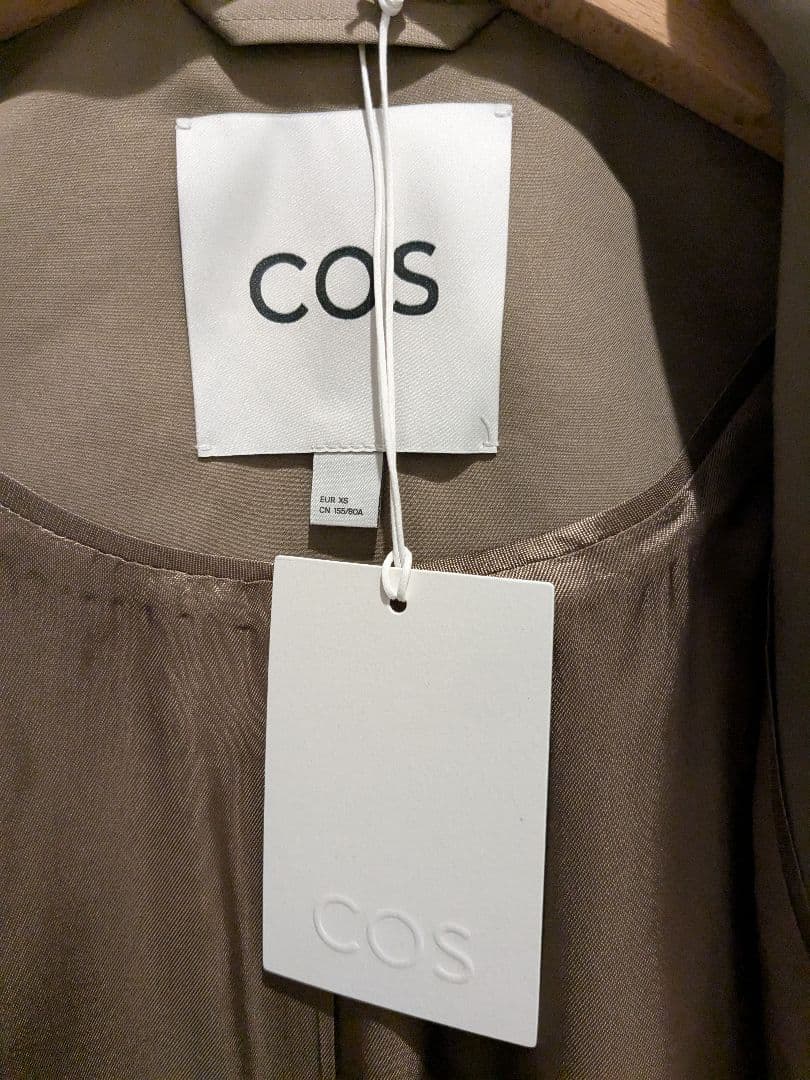 COS
EUR XS
CN 155/80A
COS